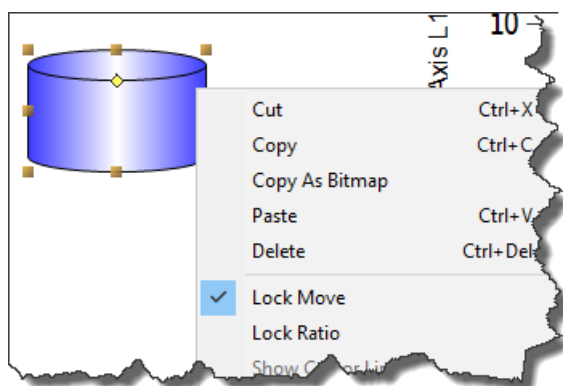 Axis L1
10
Cut Ctrl+X
Copy Ctrl+C
Copy As Bitmap
Paste Ctrl+V
Delete Ctrl+Del
Lock Move
Lock Ratio
Show